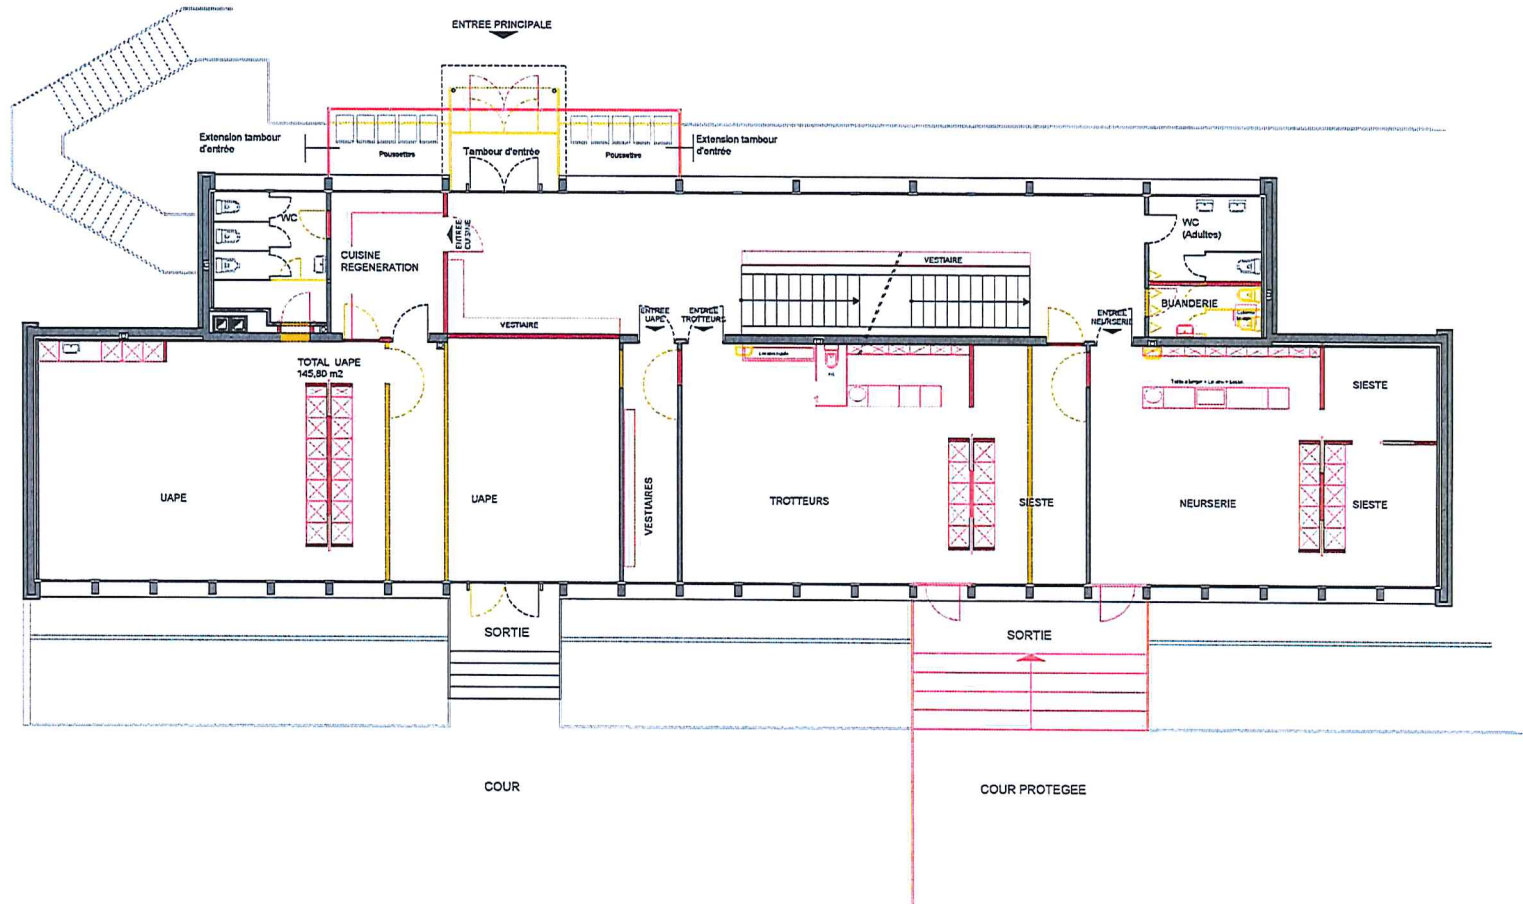 ENTREE PRINCIPALE
Extension tambour
d'entrée
Poussettes
Tambour d'entrée
Poussettes
Extension tambour
d'entrée
WC
ENTREE
CUISINE
WC
(Adultes)
CUISINE
REGENERATION
VESTIAIRE
BUANDERIE
VESTIAIRE
ENTREE
UAPE
ENTREE
TROTTEURS
ENTREE
NEURSERIE
TOTAL UAPE
145,80 m2
SIESTE
UAPE
UAPE
VESTIAIRES
TROTTEURS
SIESTE
NEURSERIE
SIESTE
SORTIE
SORTIE
COUR
COUR PROTEGEE